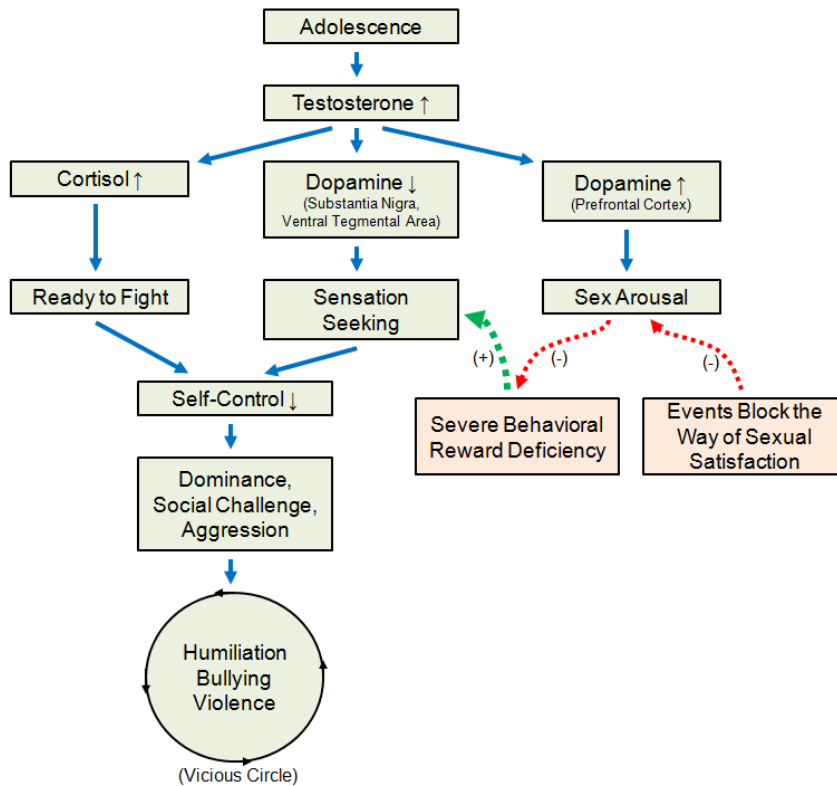 Adolescence
Testosterone ↑
Cortisol ↑
Dopamine ↓
(Substantia Nigra,
Ventral Tegmental Area)
Dopamine ↑
(Prefrontal Cortex)
Ready to Fight
Sensation
Seeking
Sex Arousal
(+)
(-)
(-)
Self-Control ↓
Severe Behavioral
Reward Deficiency
Events Block the
Way of Sexual
Satisfaction
Dominance,
Social Challenge,
Aggression
Humiliation
Bullying
Violence
(Vicious Circle)